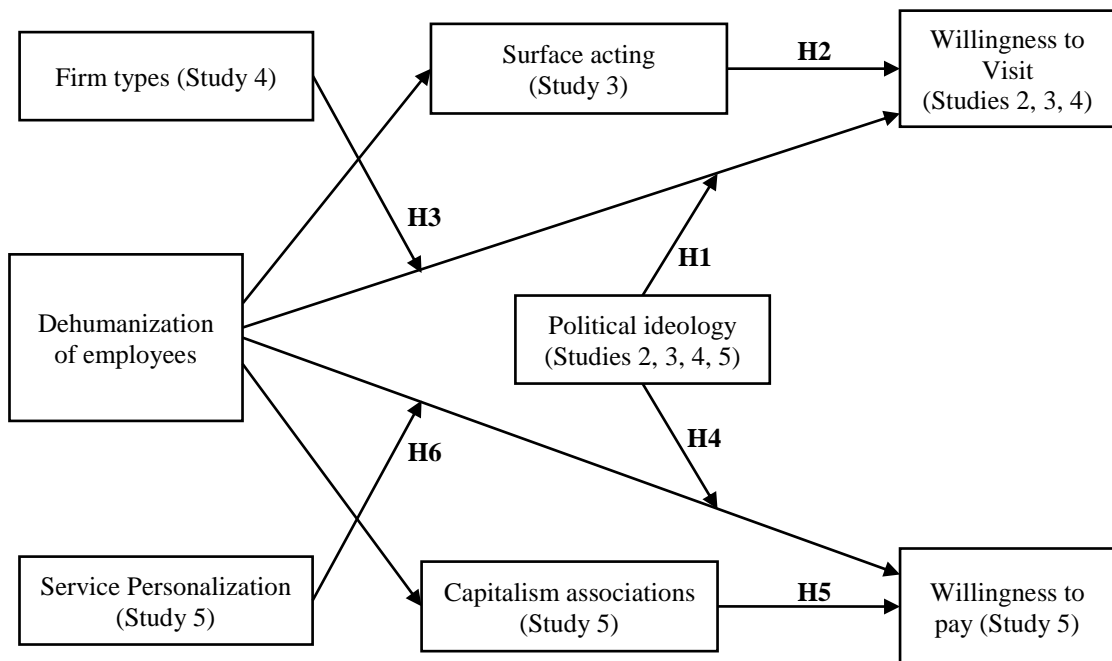 Firm types (Study 4)
Surface acting
(Study 3)
H2
Willingness to
Visit
(Studies 2, 3, 4)
H3
H1
Dehumanization
of employees
Political ideology
(Studies 2, 3, 4, 5)
H4
H6
Service Personalization
(Study 5)
Capitalism associations
(Study 5)
H5
Willingness to
pay (Study 5)